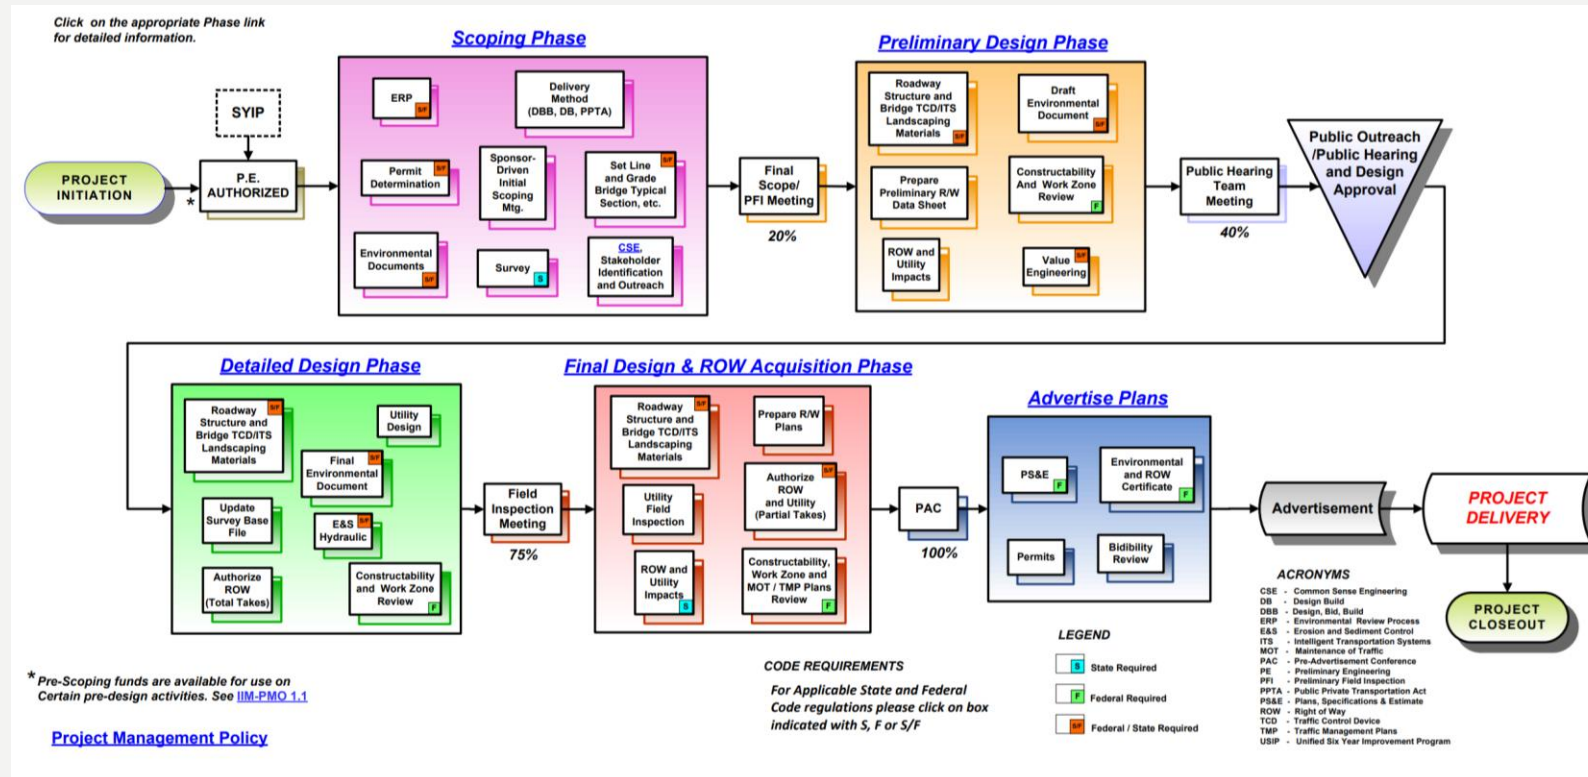 Click on the appropriate Phase link
for detailed information.
Scoping Phase
Preliminary Design Phase
SYIP
PROJECT
INITIATION
*
P.E.
AUTHORIZED
ERP
S/F
Delivery
Method
(DBB, DB, PPTA)
Permit
Determination
S/F
Sponsor-
Driven
Initial
Scoping
Mtg.
Set Line
and Grade
Bridge Typical
Section, etc.
S/F
Environmental
Documents
S/F
Survey
S
CSE,
Stakeholder
Identification
and Outreach
Final
Scope/
PFI Meeting
20%
Roadway
Structure and
Bridge TCD/ITS
Landscaping
Materials
S/F
Draft
Environmental
Document
S/F
Prepare
Preliminary R/W
Data Sheet
Constructability
And Work Zone
Review
F
ROW and
Utility
Impacts
Value
Engineering
S/F
Public Hearing
Team
Meeting
40%
Public Outreach
/Public Hearing
and Design
Approval
Detailed Design Phase
Final Design & ROW Acquisition Phase
Advertise Plans
Roadway
Structure and
Bridge TCD/ITS
Landscaping
Materials
S/F
Utility
Design
Final
Environmental
Document
S/F
Update
Survey Base
File
E&S
Hydraulic
S/F
Authorize
ROW
(Total Takes)
Constructability
and Work Zone
Review
F
Field
Inspection
Meeting
75%
Roadway
Structure and
Bridge TCD/ITS
Landscaping
Materials
S/F
Prepare R/W
Plans
Utility
Field
Inspection
Authorize
ROW
and Utility
(Partial Takes)
S/F
ROW and
Utility
Impacts
S
Constructability,
Work Zone and
MOT / TMP Plans
Review
F
PAC
100%
PS&E
F
Environmental
and ROW
Certificate
F
Permits
Bidibility
Review
Advertisement
PROJECT
DELIVERY
PROJECT
CLOSEOUT
ACRONYMS
CSE - Common Sense Engineering
DB - Design Build
DBB - Design, Bid, Build
ERP - Environmental Review Process
E&S - Erosion and Sediment Control
ITS - Intelligent Transportation Systems
MOT - Maintenance of Traffic
PAC - Pre-Advertisement Conference
PE - Preliminary Engineering
PFI - Preliminary Field Inspection
PPTA - Public Private Transportation Act
PS&E - Plans, Specifications & Estimate
ROW - Right of Way
TCD - Traffic Control Device
TMP - Traffic Management Plans
USIP - Unified Six Year Improvement Program
LEGEND
S State Required
F Federal Required
S/F Federal / State Required
CODE REQUIREMENTS
For Applicable State and Federal
Code regulations please click on box
indicated with S, F or S/F
* Pre-Scoping funds are available for use on
Certain pre-design activities. See IIM-PMO 1.1
Project Management Policy